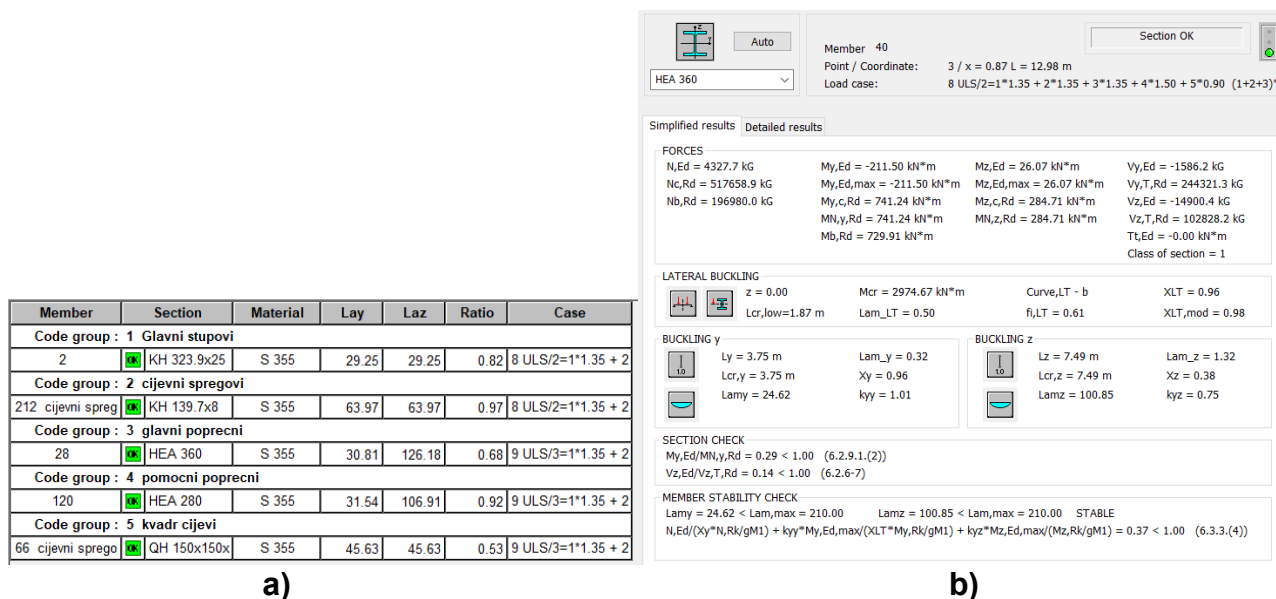 Member Section Material Lay Laz Ratio Case
Code group : 1 Glavni stupovi
2 OK KH 323.9x25 S 355 29.25 29.25 0.82 8 ULS/2=1*1.35 + 2
Code group : 2 cijevni spregovi
212 cijevni spreg OK KH 139.7x8 S 355 63.97 63.97 0.97 8 ULS/2=1*1.35 + 2
Code group : 3 glavni poprecni
28 OK HEA 360 S 355 30.81 126.18 0.68 9 ULS/3=1*1.35 + 2
Code group : 4 pomocni poprecni
120 OK HEA 280 S 355 31.54 106.91 0.92 9 ULS/3=1*1.35 + 2
Code group : 5 kvadr cijevi
66 cijevni sprego OK QH 150x150x S 355 45.63 45.63 0.53 9 ULS/3=1*1.35 + 2
a)
z
y
Auto
HEA 360
Member 40
Section OK
Point / Coordinate: 3 / x = 0.87 L = 12.98 m
Load case: 8 ULS/2=1*1.35 + 2*1.35 + 3*1.35 + 4*1.50 + 5*0.90 (1+2+3)*
Simplified results Detailed results
FORCES
N,Ed = 4327.7 kG My,Ed = -211.50 kN*m Mz,Ed = 26.07 kN*m Vy,Ed = -1586.2 kG
Nc,Rd = 517658.9 kG My,Ed,max = -211.50 kN*m Mz,Ed,max = 26.07 kN*m Vy,T,Rd = 244321.3 kG
Nb,Rd = 196980.0 kG My,c,Rd = 741.24 kN*m Mz,c,Rd = 284.71 kN*m Vz,Ed = -14900.4 kG
MN,y,Rd = 741.24 kN*m MN,z,Rd = 284.71 kN*m Vz,T,Rd = 102828.2 kG
Mb,Rd = 729.91 kN*m Tt,Ed = -0.00 kN*m
Class of section = 1
LATERAL BUCKLING
z = 0.00 Mcr = 2974.67 kN*m Curve,LT - b XLT = 0.96
Lcr,low=1.87 m Lam_LT = 0.50 fi,LT = 0.61 XLT,mod = 0.98
BUCKLING y BUCKLING z
1.0 Ly = 3.75 m Lam_y = 0.32 1.0 Lz = 7.49 m Lam_z = 1.32
Lcr,y = 3.75 m Xy = 0.96 Lcr,z = 7.49 m Xz = 0.38
Lamy = 24.62 kyy = 1.01 Lamz = 100.85 kyz = 0.75
SECTION CHECK
My,Ed/MN,y,Rd = 0.29 < 1.00 (6.2.9.1.(2))
Vz,Ed/Vz,T,Rd = 0.14 < 1.00 (6.2.6-7)
MEMBER STABILITY CHECK
Lamy = 24.62 < Lam,max = 210.00 Lamz = 100.85 < Lam,max = 210.00 STABLE
N,Ed/(Xy*N,Rk/gM1) + kyy*My,Ed,max/(XLT*My,Rk/gM1) + kyz*Mz,Ed,max/(Mz,Rk/gM1) = 0.37 < 1.00 (6.3.3.(4))
b)